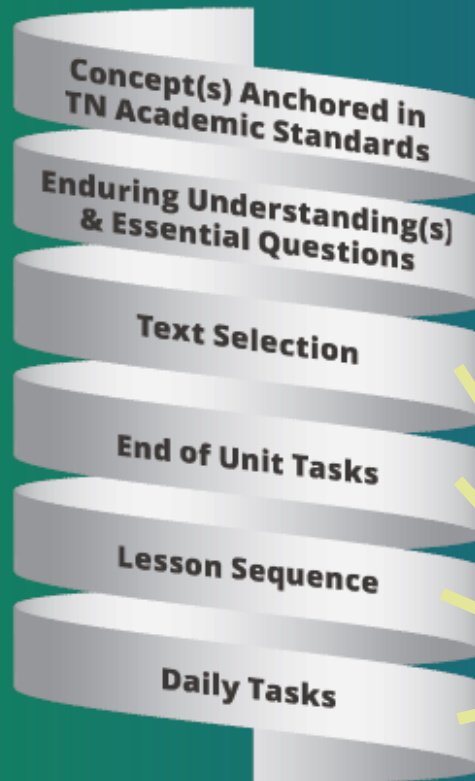 Concept(s) Anchored in
TN Academic Standards
Enduring Understanding(s)
& Essential Questions
Text Selection
End of Unit Tasks
Lesson Sequence
Daily Tasks